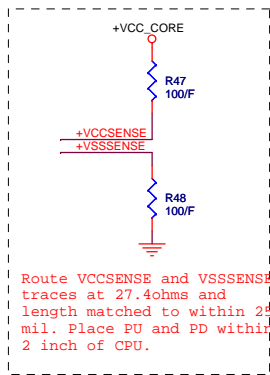 +VCC_CORE
R47
100/F
+VCCSENSE
+VSSSENSE
R48
100/F
Route VCCSENSE and VSSSENSE
traces at 27.4ohms and
length matched to within 25
mil. Place PU and PD within
2 inch of CPU.